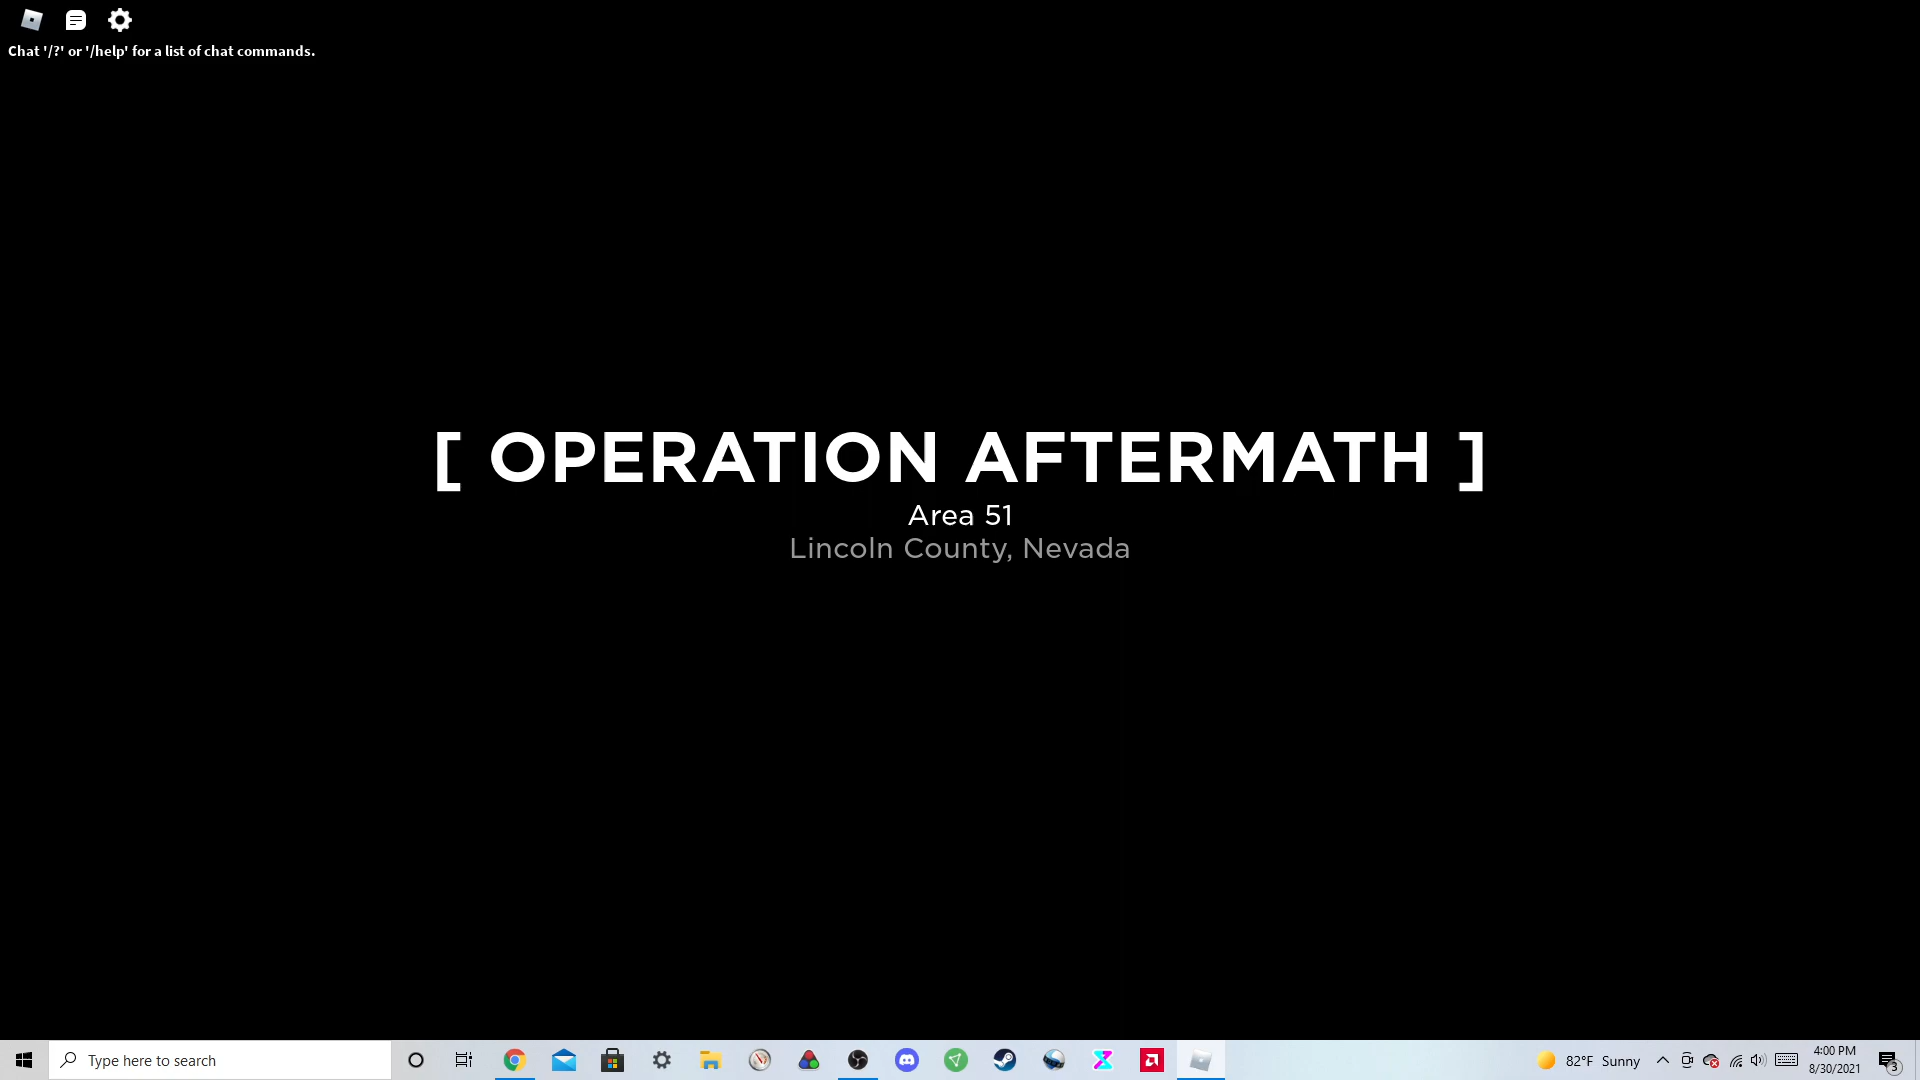 Chat '/?' or '/help' for a list of chat commands.
[ OPERATION AFTERMATH ]
Area 51
Lincoln County, Nevada
Type here to search
82°F Sunny
4:00 PM
8/30/2021
3